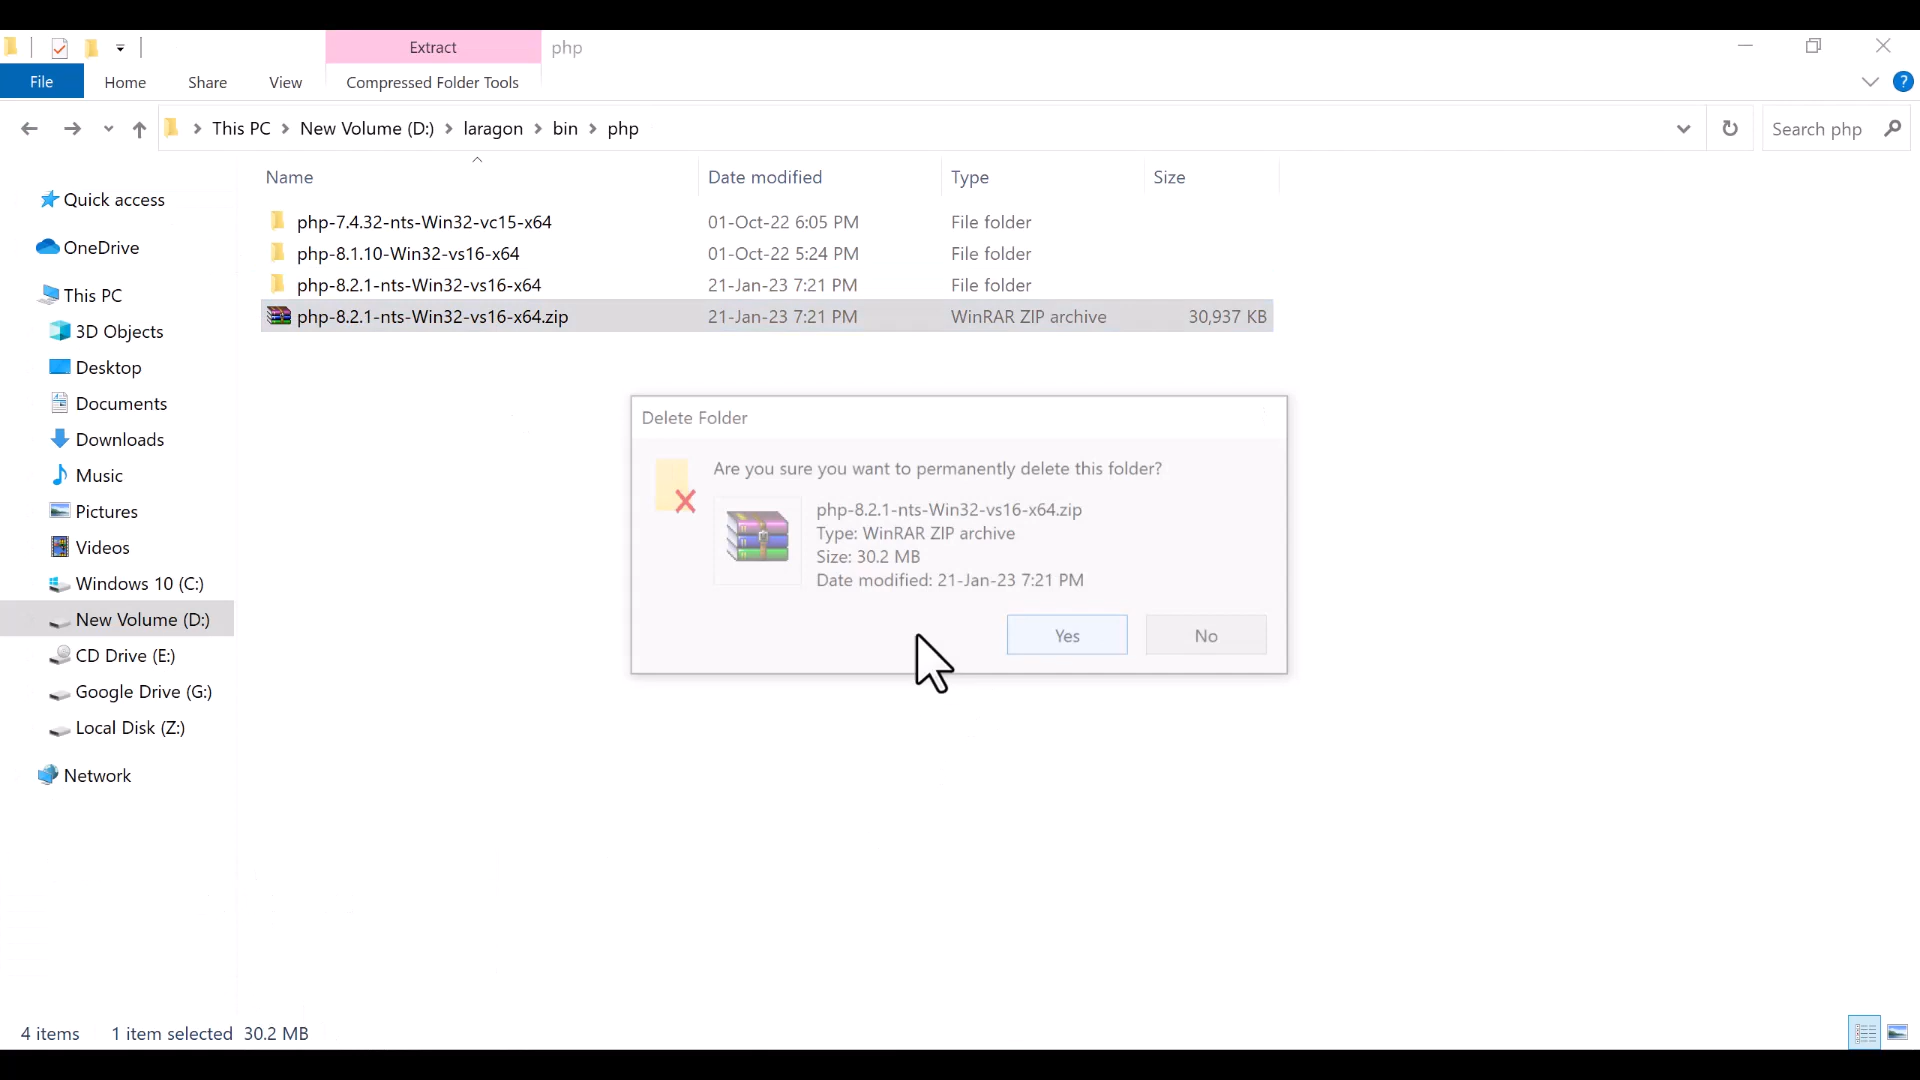 Extract
php
File
Home
Share
View
Compressed Folder Tools
?
This PC
New Volume (D:)
laragon
bin
php
Search php
Name
Date modified
Type
Size
php-7.4.32-nts-Win32-vc15-x64
01-Oct-22 6:05 PM
File folder
php-8.1.10-Win32-vs16-x64
01-Oct-22 5:24 PM
File folder
php-8.2.1-nts-Win32-vs16-x64
21-Jan-23 7:21 PM
File folder
php-8.2.1-nts-Win32-vs16-x64.zip
21-Jan-23 7:21 PM
WinRAR ZIP archive
30,937 KB
Quick access
OneDrive
This PC
3D Objects
Desktop
Documents
Downloads
Music
Pictures
Videos
Windows 10 (C:)
New Volume (D:)
CD Drive (E:)
Google Drive (G:)
Local Disk (Z:)
Network
Delete Folder
Are you sure you want to permanently delete this folder?
php-8.2.1-nts-Win32-vs16-x64.zip
Type: WinRAR ZIP archive
Size: 30.2 MB
Date modified: 21-Jan-23 7:21 PM
Yes
No
4 items
1 item selected
30.2 MB